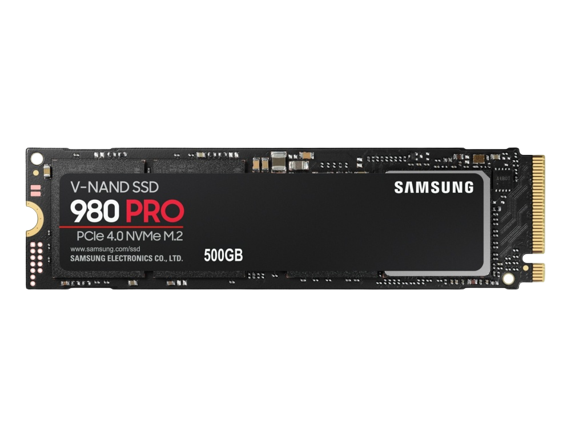 V-NAND SSD
980 PRO
PCIe 4.0 NVMe M.2
www.samsung.com/ssd
SAMSUNG ELECTRONICS CO., LTD.
500GB
SAMSUNG